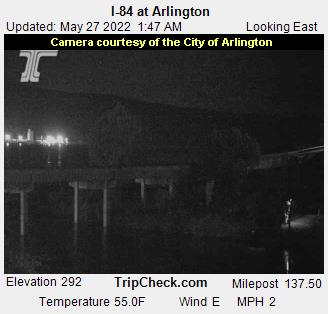 I-84 at Arlington
Updated: May 27 2022 1:47 AM Looking East
Camera courtesy of the City of Arlington
Elevation 292 TripCheck.com Milepost 137.50
Temperature 55.0F Wind E MPH 2